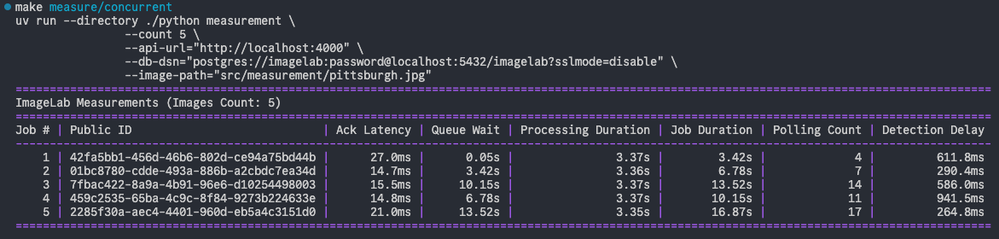 make measure/concurrent
uv run --directory ./python measurement \
--count 5 \
--api-url="http://localhost:4000" \
--db-dsn="postgres://imagelab:password@localhost:5432/imagelab?sslmode=disable" \
--image-path="src/measurement/pittsburgh.jpg"
ImageLab Measurements (Images Count: 5)
Job # | Public ID | Ack Latency | Queue Wait | Processing Duration | Job Duration | Polling Count | Detection Delay
1 | 42fa5bb1-456d-46b6-802d-ce94a75bd44b | 27.0ms | 0.05s | 3.37s | 3.42s | 4 | 611.8ms
2 | 01bc8780-cdde-493a-886b-a2cbdc7ea34d | 14.7ms | 3.42s | 3.36s | 6.78s | 7 | 290.4ms
3 | 7fbac422-8a9a-4b91-96e6-d10254498003 | 15.5ms | 10.15s | 3.37s | 13.52s | 14 | 586.0ms
4 | 459c2535-65ba-4c9c-8f84-9273b224633e | 14.8ms | 6.78s | 3.37s | 10.15s | 11 | 941.5ms
5 | 2285f30a-aec4-4401-960d-eb5a4c3151d0 | 21.0ms | 13.52s | 3.35s | 16.87s | 17 | 264.8ms